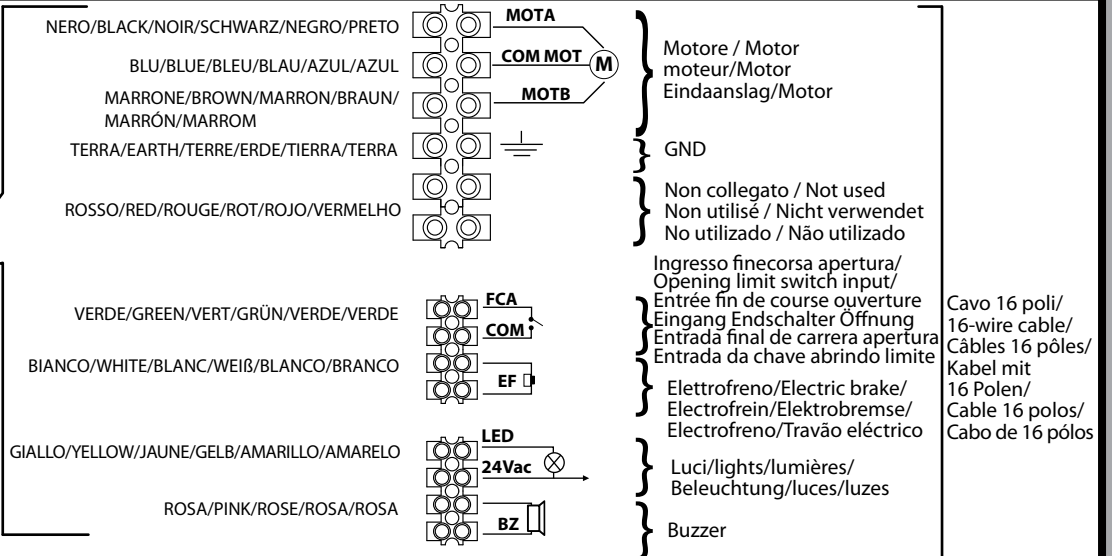 NERO/BLACK/NOIR/SCHWARZ/NEGRO/PRETO
MOTA
BLU/BLUE/BLEU/BLAU/AZUL/AZUL
COM MOT
M
MARRONE/BROWN/MARRON/BRAUN/
MARRÓN/MARROM
MOTB
Motore / Motor
moteur/Motor
Eindaanslag/Motor
TERRA/EARTH/TERRE/ERDE/TIERRA/TERRA
GND
ROSSO/RED/ROUGE/ROT/ROJO/VERMELHO
Non collegato / Not used
Non utilisé / Nicht verwendet
No utilizado / Não utilizado
VERDE/GREEN/VERT/GRÜN/VERDE/VERDE
FCA
COM
Ingresso finecorsa apertura/
Opening limit switch input/
Entrée fin de course ouverture
Eingang Endschalter Öffnung
Entrada final de carrera apertura
Entrada da chave abrindo limite
BIANCO/WHITE/BLANC/WEIß/BLANCO/BRANCO
EF
Elettrofreno/Electric brake/
Electrofrein/Elektrobremse/
Electrofreno/Travão eléctrico
GIALLO/YELLOW/JAUNE/GELB/AMARILLO/AMARELO
LED
24Vac
Luci/lights/lumières/
Beleuchtung/luces/luzes
ROSA/PINK/ROSE/ROSA/ROSA
BZ
Buzzer
Cavo 16 poli/
16-wire cable/
Câbles 16 pôles/
Kabel mit
16 Polen/
Cable 16 polos/
Cabo de 16 pólos